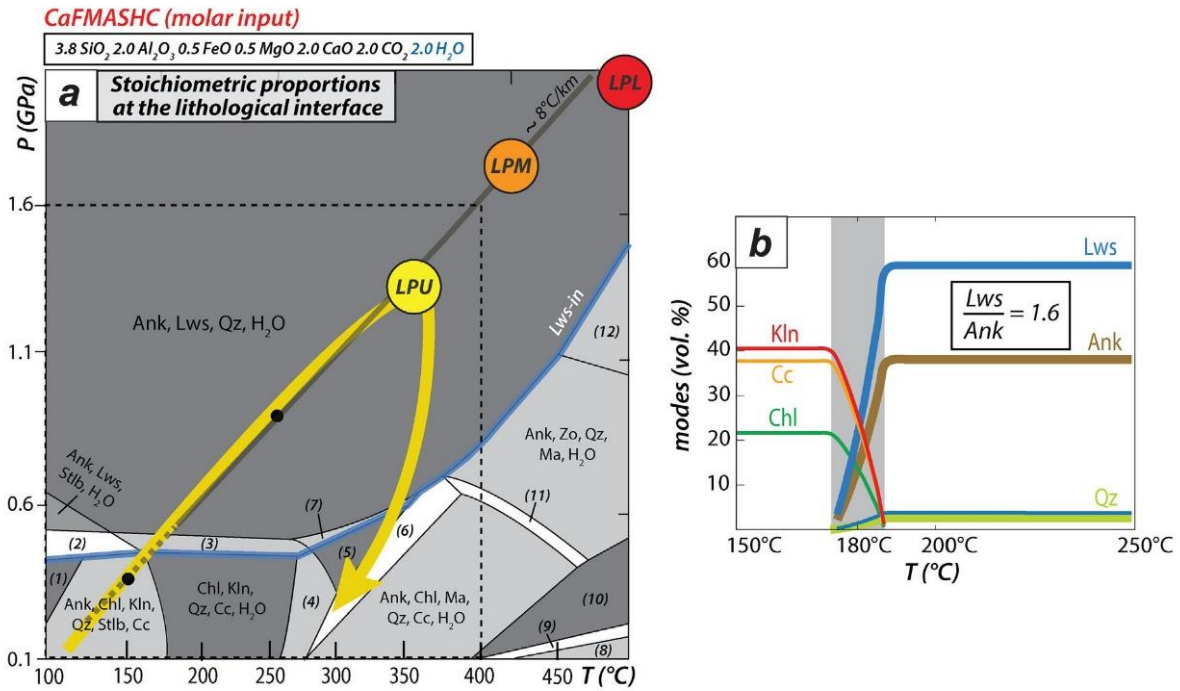 CaFMASHC (molar input)
3.8 SiO₂ 2.0 Al₂O₃ 0.5 FeO 0.5 MgO 2.0 CaO 2.0 CO₂ 2.0 H₂O
a
Stoichiometric proportions
at the lithological interface
P (GPa)
1.6
1.1
0.6
0.1
~ 8°C/km
LPL
LPM
LPU
Ank, Lws, Qz, H₂O
Lws-in
(12)
Ank, Zo, Qz,
Ma, H₂O
(11)
Ank, Lws,
Stlb, H₂O
(7)
(2)
(3)
(6)
(5)
(1)
Ank, Chl, Kln,
Qz, Stlb, Cc
Chl, Kln,
Qz, Cc, H₂O
(4)
Ank, Chl, Ma,
Qz, Cc, H₂O
(10)
(9)
(8)
100
150
200
250
300
350
400
450
T (°C)
b
modes (vol. %)
60
50
40
30
20
10
Lws
Lws
Ank
= 1.6
Ank
Kln
Cc
Chl
Qz
150°C
180°C
200°C
250°C
T (°C)